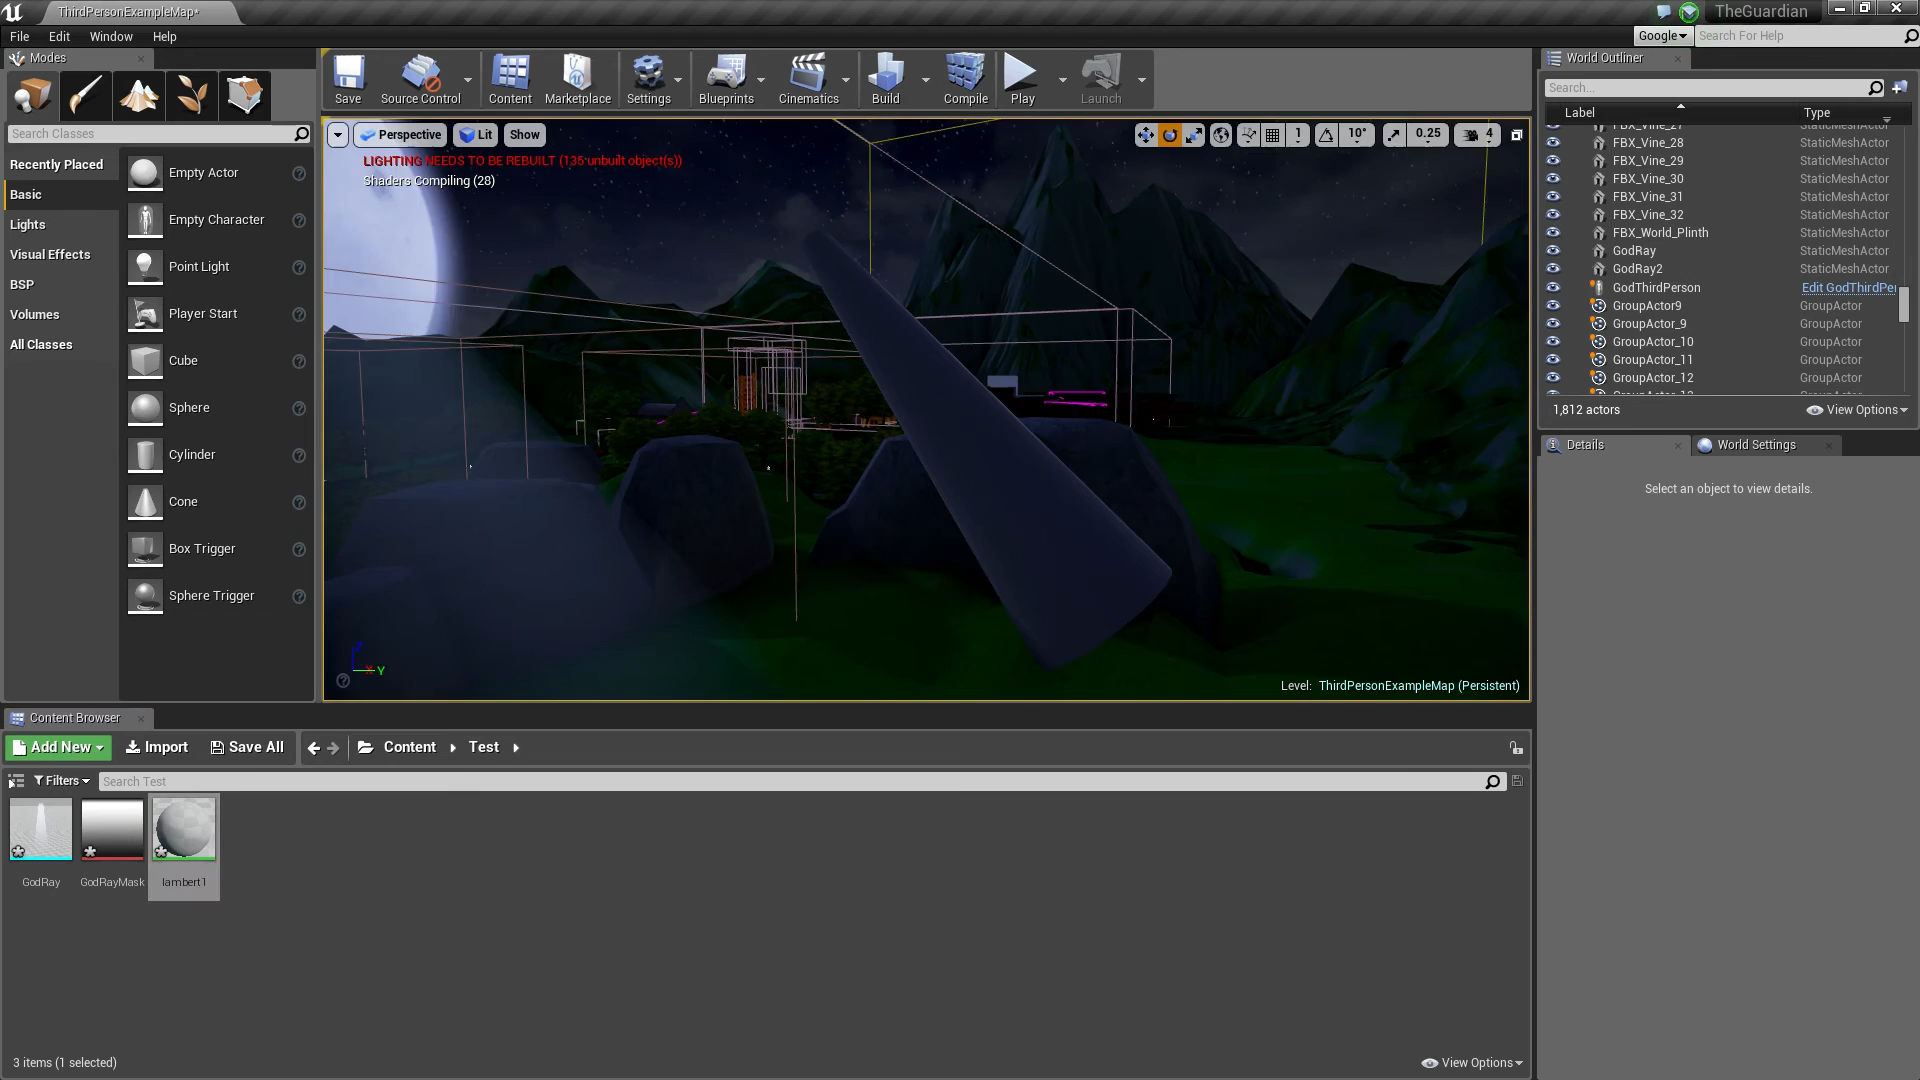 ThirdPersonExampleMap*
TheGuardian
File Edit Window Help
Google
Search For Help
Modes
Search Classes
Recently Placed
Basic
Lights
Visual Effects
BSP
Volumes
All Classes
Empty Actor
Empty Character
Point Light
Player Start
Cube
Sphere
Cylinder
Cone
Box Trigger
Sphere Trigger
Save
Source Control
Content
Marketplace
Settings
Blueprints
Cinematics
Build
Compile
Play
Launch
Perspective
Lit
Show
1
10°
0.25
4
LIGHTING NEEDS TO BE REBUILT (135 unbuilt object(s))
Shaders Compiling (28)
Z
X Y
Level: ThirdPersonExampleMap (Persistent)
World Outliner
Search...
Label Type
FBX_Vine_27 StaticMeshActor
FBX_Vine_28 StaticMeshActor
FBX_Vine_29 StaticMeshActor
FBX_Vine_30 StaticMeshActor
FBX_Vine_31 StaticMeshActor
FBX_Vine_32 StaticMeshActor
FBX_World_Plinth StaticMeshActor
GodRay StaticMeshActor
GodRay2 StaticMeshActor
GodThirdPerson Edit GodThirdPer
GroupActor9 GroupActor
GroupActor_9 GroupActor
GroupActor_10 GroupActor
GroupActor_11 GroupActor
GroupActor_12 GroupActor
1,812 actors
View Options
Details
World Settings
Select an object to view details.
Content Browser
Add New
Import
Save All
Content
Test
Filters
Search Test
GodRay
GodRayMask
lambert1
3 items (1 selected)
View Options